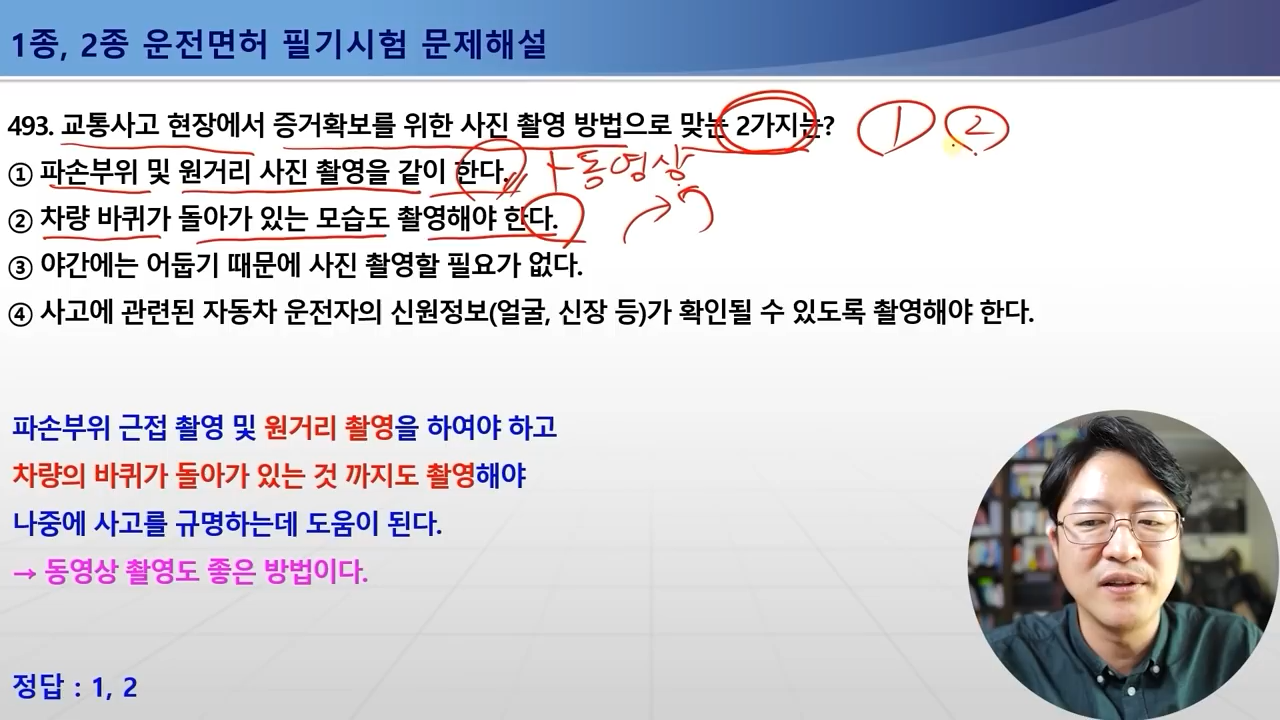 1종, 2종 운전면허 필기시험 문제해설
493. 교통사고 현장에서 증거확보를 위한 사진 촬영 방법으로 맞는 2가지는? ① ②
① 파손부위 및 원거리 사진 촬영을 같이 한다. + 동영상
② 차량 바퀴가 돌아가 있는 모습도 촬영해야 한다.
③ 야간에는 어둡기 때문에 사진 촬영할 필요가 없다.
④ 사고에 관련된 자동차 운전자의 신원정보(얼굴, 신장 등)가 확인될 수 있도록 촬영해야 한다.
파손부위 근접 촬영 및 원거리 촬영을 하여야 하고
차량의 바퀴가 돌아가 있는 것 까지도 촬영해야
나중에 사고를 규명하는데 도움이 된다.
→ 동영상 촬영도 좋은 방법이다.
정답 : 1, 2